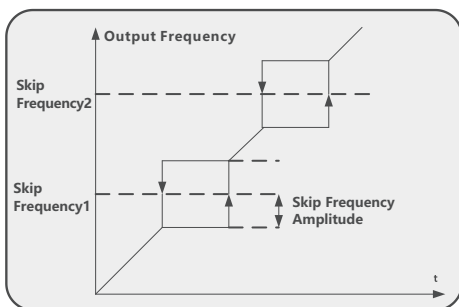 Output Frequency
Skip
Frequency2
Skip
Frequency1
Skip Frequency
Amplitude
t